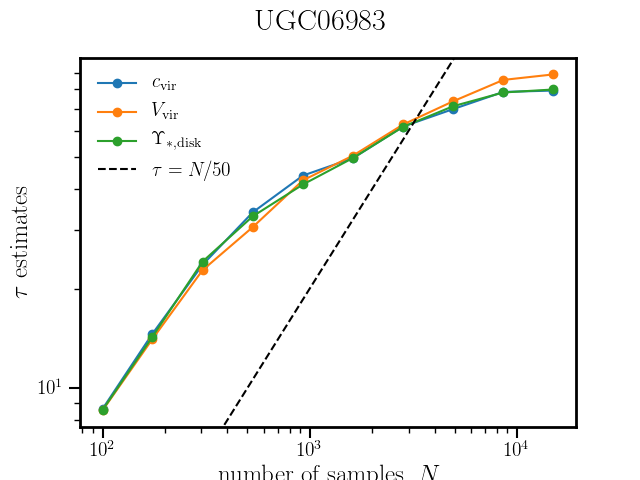 UGC06983
c_vir
V_vir
Υ_*,disk
τ = N/50
τ estimates
10^1
10^2 10^3 10^4
number of samples, N